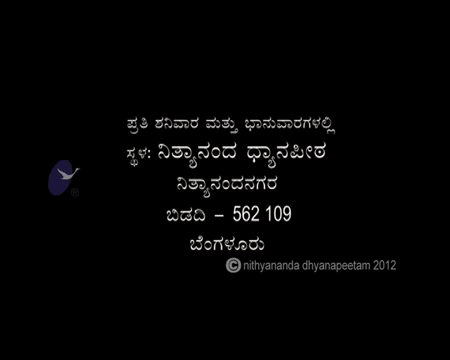 ಪ್ರತಿ ಶನಿವಾರ ಮತ್ತು ಭಾನುವಾರಗಳಲ್ಲಿ
ಸ್ಥಳ: ನಿತ್ಯಾನಂದ ಧ್ಯಾನಪೀಠ
ನಿತ್ಯಾನಂದನಗರ
ಬಿಡದಿ – 562 109
ಬೆಂಗಳೂರು
© nithyananda dhyanapeetam 2012